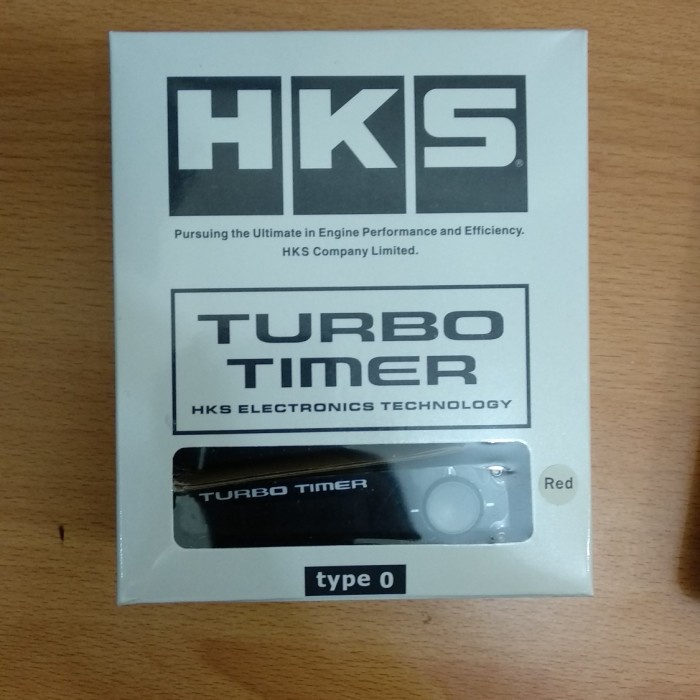 HKS®
Pursuing the Ultimate in Engine Performance and Efficiency.
HKS Company Limited.
TURBO
TIMER
HKS ELECTRONICS TECHNOLOGY
TURBO TIMER
Red
type 0